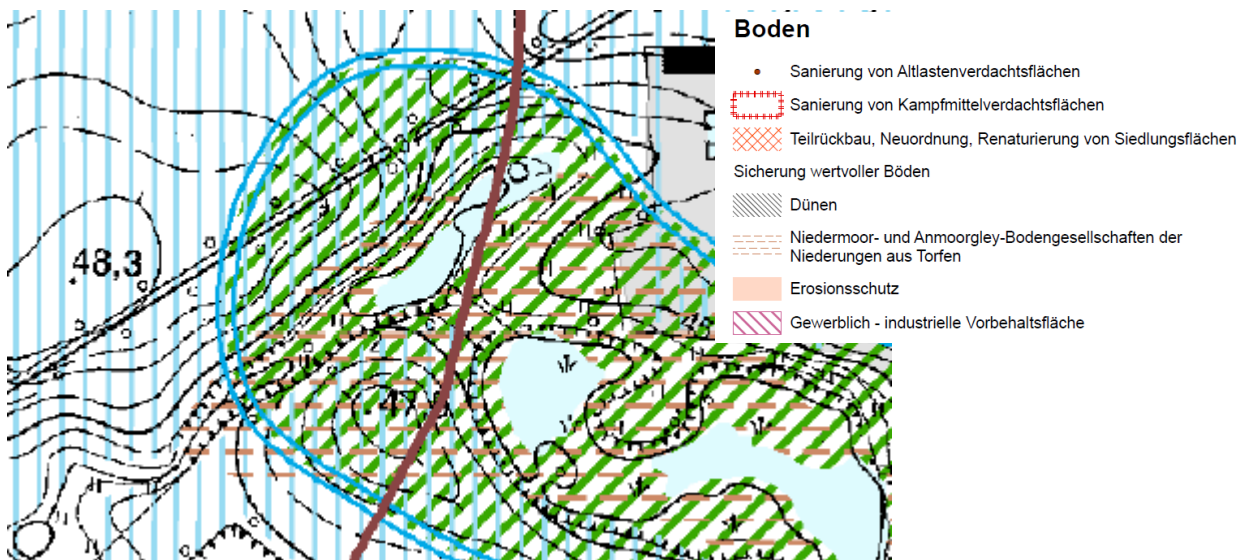 48,3
Boden
Sanierung von Altlastenverdachtsflächen
Sanierung von Kampfmittelverdachtsflächen
Teilrückbau, Neuordnung, Renaturierung von Siedlungsflächen
Sicherung wertvoller Böden
Dünen
Niedermoor- und Anmoorgley-Bodengesellschaften der
Niederungen aus Torfen
Erosionsschutz
Gewerblich - industrielle Vorbehaltsfläche